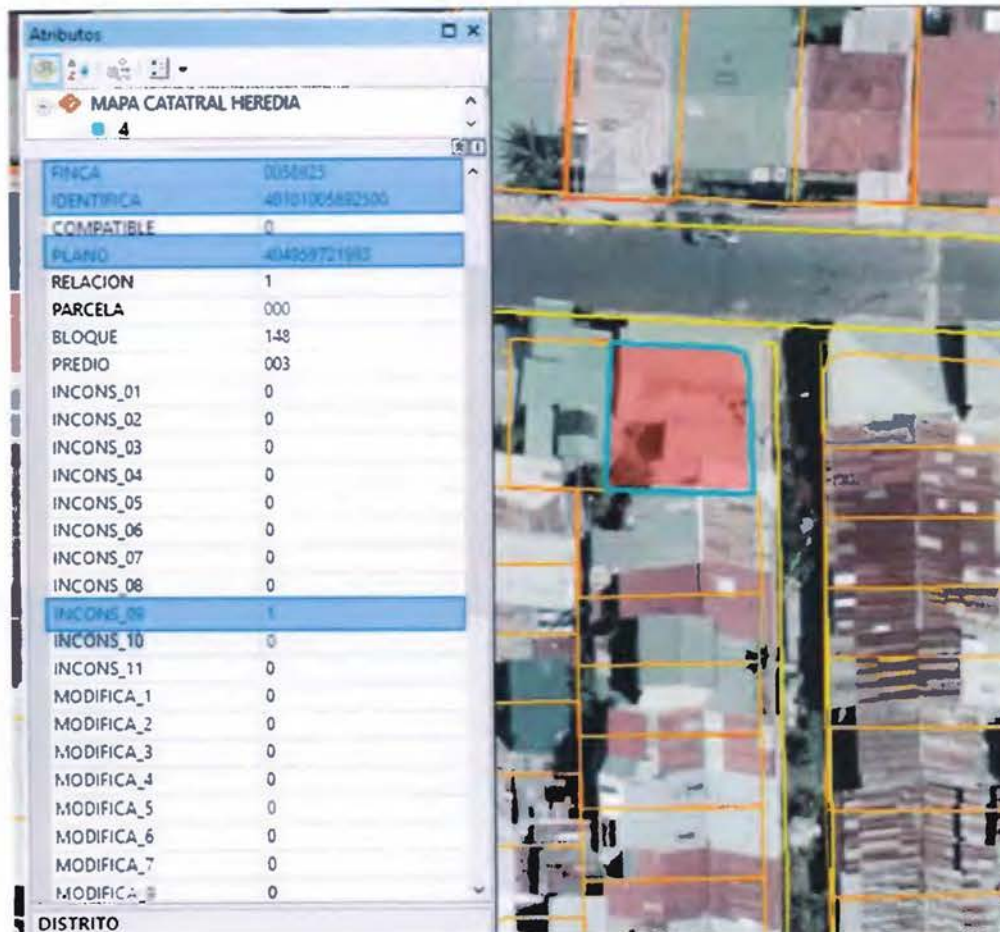 Atributos
MAPA CATATRAL HEREDIA
4
FINCA
IDENTIFICA
COMPATIBLE 0
PLANO
RELACION 1
PARCELA 000
BLOQUE 148
PREDIO 003
INCONS_01 0
INCONS_02 0
INCONS_03 0
INCONS_04 0
INCONS_05 0
INCONS_06 0
INCONS_07 0
INCONS_08 0
INCONS_09 1
INCONS_10 0
INCONS_11 0
MODIFICA_1 0
MODIFICA_2 0
MODIFICA_3 0
MODIFICA_4 0
MODIFICA_5 0
MODIFICA_6 0
MODIFICA_7 0
0
DISTRITO